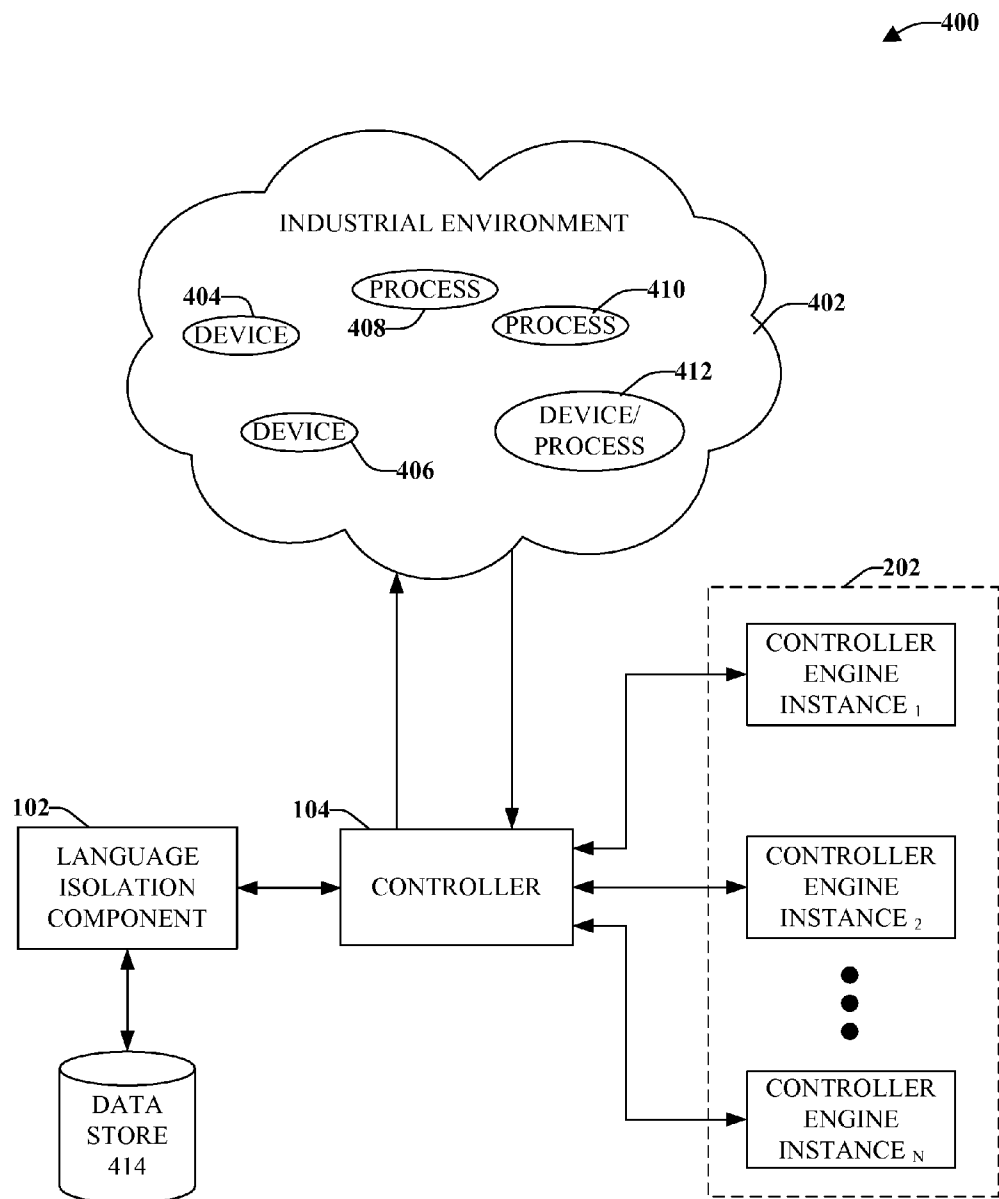 400
INDUSTRIAL ENVIRONMENT
404
DEVICE
PROCESS
408
410
PROCESS
402
412
DEVICE/
PROCESS
DEVICE
406
202
CONTROLLER
ENGINE
INSTANCE 1
102
LANGUAGE
ISOLATION
COMPONENT
104
CONTROLLER
CONTROLLER
ENGINE
INSTANCE 2
DATA
STORE
414
CONTROLLER
ENGINE
INSTANCE N